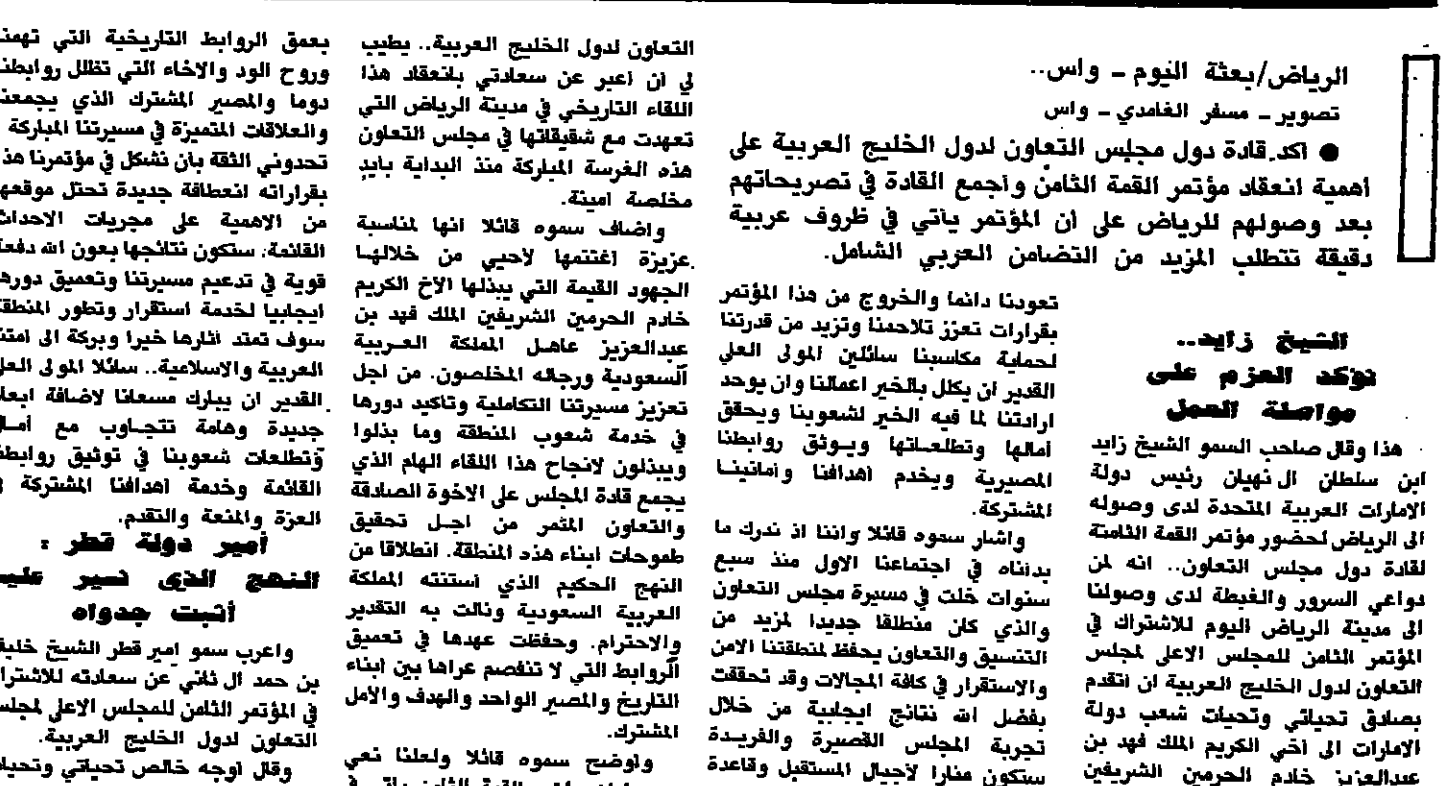 الرياض/بعثة اليوم - واس..
تصوير - مسفر الغامدي - واس
● اكد قادة دول مجلس التعاون لدول الخليج العربية على
أهمية انعقاد مؤتمر القمة الثامن وأجمع القادة في تصريحاتهم
بعد وصولهم للرياض على أن المؤتمر يأتي في ظروف عربية
دقيقة تتطلب المزيد من التضامن العربي الشامل.
الشيخ زايد..
نؤكد العزم على
مواصلة العمل
هذا وقال صاحب السمو الشيخ زايد
ابن سلطان ال نهيان رئيس دولة
الامارات العربية المتحدة لدى وصوله
الى الرياض لحضور مؤتمر القمة الثامنة
لقادة دول مجلس التعاون.. انه لمن
دواعي السرور والغبطة لدى وصولنا
الى مدينة الرياض اليوم للاشتراك في
المؤتمر الثامن للمجلس الاعلى لمجلس
التعاون لدول الخليج العربية ان اتقدم
بصادق تحياتي وتحيات شعب دولة
الامارات الى اخي الكريم الملك فهد بن
عبدالعزيز خادم الحرمين الشريفين
تعودنا دائما والخروج من هذا المؤتمر
بقرارات تعزز تلاحمنا وتزيد من قدرتنا
لحماية مكاسبنا سائلين المولى العلي
القدير ان يكلل بالخير اعمالنا وان يوحد
ارادتنا لما فيه الخير لشعوبنا ويحقق
أمالها وتطلعاتها ويوثق روابطنا
المصيرية ويخدم أهدافنا وأمانينا
المشتركة.
واشار سموه قائلا واننا اذ ندرك ما
بدأناه في اجتماعنا الاول منذ سبع
سنوات خلت في مسيرة مجلس التعاون
والذي كان منطلقا جديدا لمزيد من
التنسيق والتعاون يحفظ لمنطقتنا الامن
والاستقرار في كافة المجالات وقد تحققت
بفضل الله نتائج ايجابية من خلال
تجربة المجلس القصيرة والفريدة
ستكون منارا لأجيال المستقبل وقاعدة
التعاون لدول الخليج العربية.. يطيب
لي ان اعبر عن سعادتي بانعقاد هذا
اللقاء التاريخي في مدينة الرياض التي
تعهدت مع شقيقاتها في مجلس التعاون
هذه الغرسة المباركة منذ البداية بايد
مخلصة امينة.
واضاف سموه قائلا انها لمناسبة
عزيزة اغتنمها لأحيي من خلالها
الجهود القيمة التي يبذلها الأخ الكريم
خادم الحرمين الشريفين الملك فهد بن
عبدالعزيز عاهل المملكة العربية
السعودية ورجاله المخلصون. من اجل
تعزيز مسيرتنا التكاملية وتاكيد دورها
في خدمة شعوب المنطقة وما بذلوا
ويبذلون لانجاح هذا اللقاء الهام الذي
يجمع قادة المجلس على الاخوة الصادقة
والتعاون المثمر من اجل تحقيق
طموحات ابناء هذه المنطقة. انطلاقا من
النهج الحكيم الذي استنته المملكة
العربية السعودية ونالت به التقدير
والاحترام. وحفظت عهدها في تعميق
الروابط التي لا تنفصم عراها بين ابناء
التاريخ والمصير الواحد والهدف والأمل
المشترك.
واوضح سموه قائلا ولعلنا نعي
بعمق الروابط التاريخية التي تهمنا
وروح الود والاخاء التي تظلل روابطنا
دوما والمصير المشترك الذي يجمعنا
والعلاقات المتميزة في مسيرتنا المباركة
تحدوني الثقة بان نشكل في مؤتمرنا هذ
بقراراته انعطافة جديدة تحتل موقعها
من الاهمية على مجريات الاحداث
القائمة. ستكون نتائجها بعون الله دفعة
قوية في تدعيم مسيرتنا وتعميق دورها
ايجابيا لخدمة استقرار وتطور المنطقة
سوف تمتد اثارها خيرا وبركة الى امتنا
العربية والاسلامية.. سائلا المولى العل
القدير ان يبارك مسعانا لاضافة ابعا
جديدة وهامة تتجاوب مع أمال
وتطلعات شعوبنا في توثيق روابطنا
القائمة وخدمة اهدافنا المشتركة في
العزة والمنعة والتقدم.
أمير دولة قطر :
النهج الذي نسير عليه
أثبت جدواه
واعرب سمو امير قطر الشيخ خليفة
بن حمد ال ثاني عن سعادته للاشترا
في المؤتمر الثامن للمجلس الاعلى لمجلس
التعاون لدول الخليج العربية.
وقال اوجه خالص تحياتي وتحيا